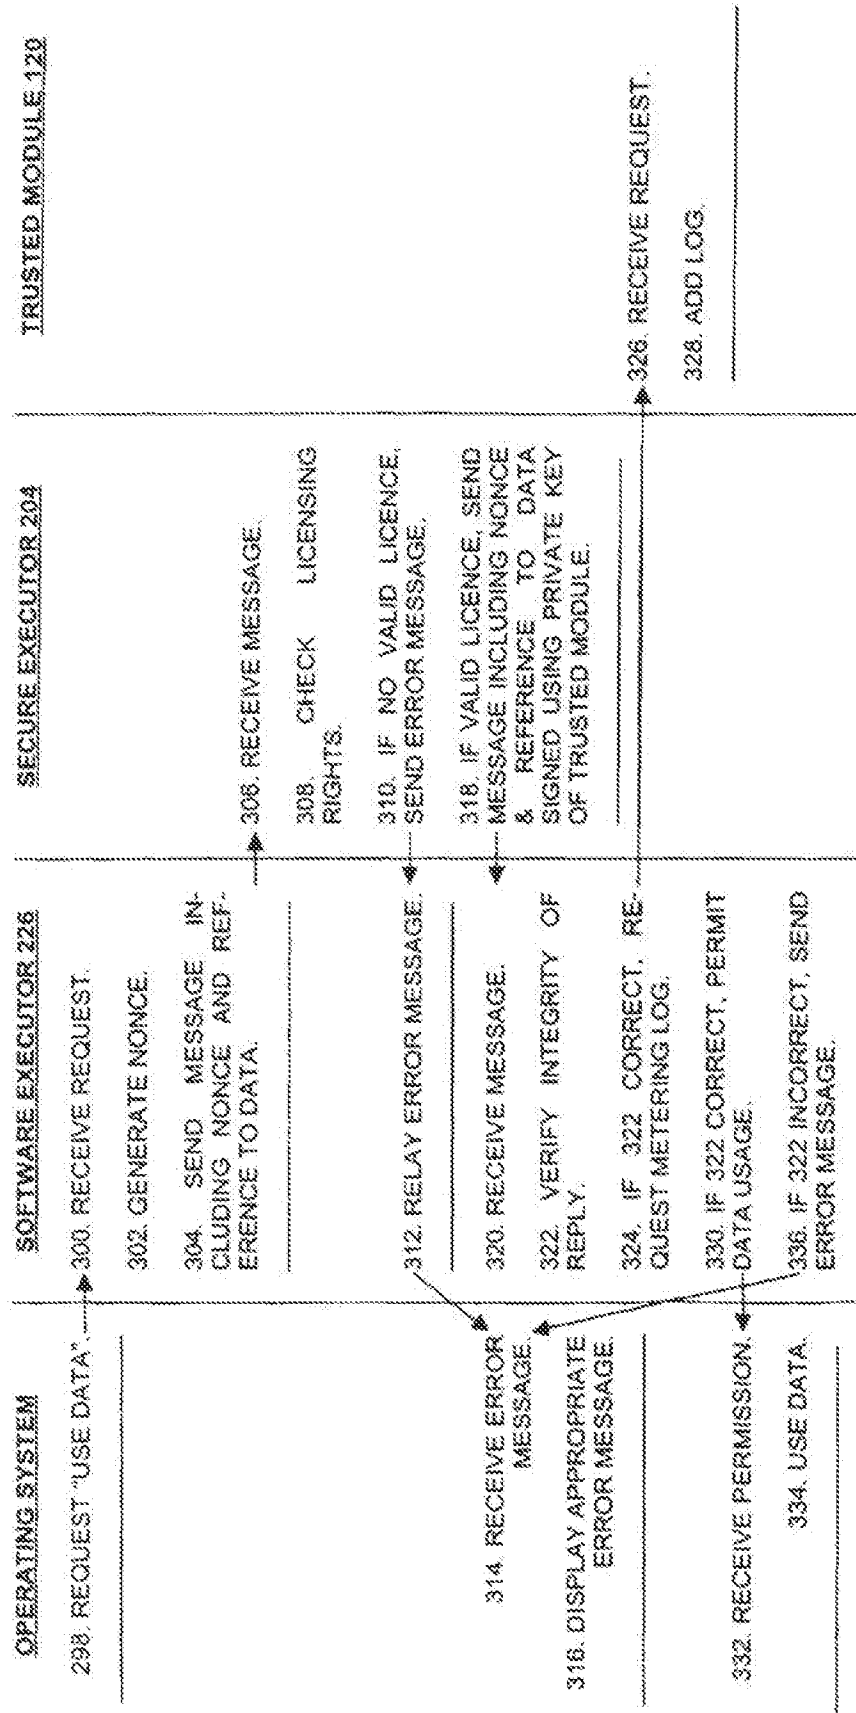 OPERATING SYSTEM
298. REQUEST "USE DATA".
314. RECEIVE ERROR
MESSAGE.
316. DISPLAY APPROPRIATE
ERROR MESSAGE.
332. RECEIVE PERMISSION.
334. USE DATA.
SOFTWARE EXECUTOR 226
300. RECEIVE REQUEST.
302. GENERATE NONCE.
304. SEND MESSAGE IN-
CLUDING NONCE AND REF-
ERENCE TO DATA.
312. RELAY ERROR MESSAGE.
320. RECEIVE MESSAGE.
322. VERIFY INTEGRITY OF
REPLY.
324. IF 322 CORRECT, RE-
QUEST METERING LOG.
330. IF 322 CORRECT, PERMIT
DATA USAGE.
336. IF 322 INCORRECT, SEND
ERROR MESSAGE.
SECURE EXECUTOR 204
306. RECEIVE MESSAGE.
308. CHECK LICENSING
RIGHTS.
310. IF NO VALID LICENCE,
SEND ERROR MESSAGE.
318. IF VALID LICENCE, SEND
MESSAGE INCLUDING NONCE
& REFERENCE TO DATA
SIGNED USING PRIVATE KEY
OF TRUSTED MODULE.
TRUSTED MODULE 120
326. RECEIVE REQUEST.
328. ADD LOG.